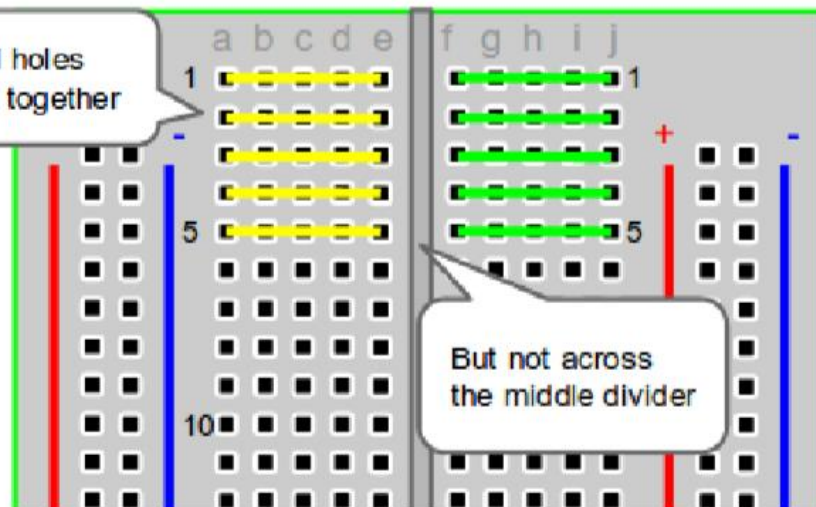 l holes
together
a b c d e f g h i j
1 1
- + -
5 5
But not across
the middle divider
10